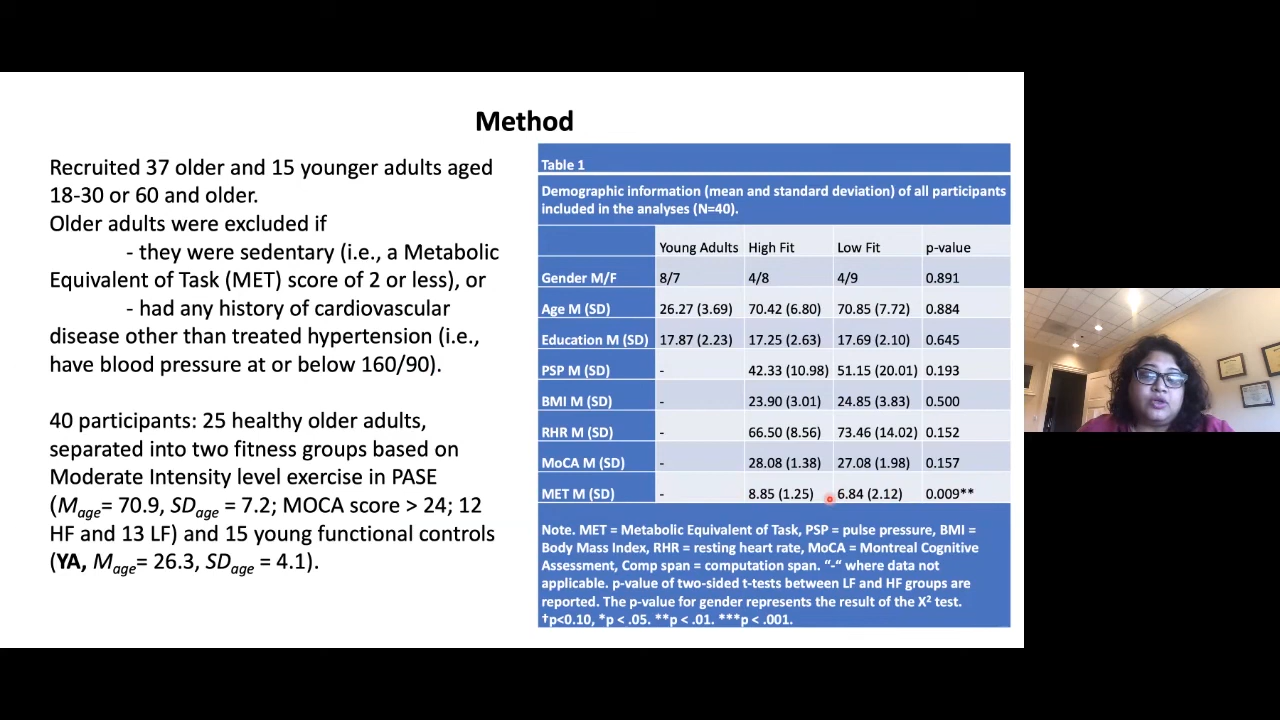 Method
Recruited 37 older and 15 younger adults aged
18-30 or 60 and older.
Older adults were excluded if
- they were sedentary (i.e., a Metabolic
Equivalent of Task (MET) score of 2 or less), or
- had any history of cardiovascular
disease other than treated hypertension (i.e.,
have blood pressure at or below 160/90).
40 participants: 25 healthy older adults,
separated into two fitness groups based on
Moderate Intensity level exercise in PASE
(Mage= 70.9, SDage = 7.2; MOCA score > 24; 12
HF and 13 LF) and 15 young functional controls
(YA, Mage= 26.3, SDage = 4.1).
Table 1
Demographic information (mean and standard deviation) of all participants
included in the analyses (N=40).
Young Adults High Fit Low Fit p-value
Gender M/F 8/7 4/8 4/9 0.891
Age M (SD) 26.27 (3.69) 70.42 (6.80) 70.85 (7.72) 0.884
Education M (SD) 17.87 (2.23) 17.25 (2.63) 17.69 (2.10) 0.645
PSP M (SD) - 42.33 (10.98) 51.15 (20.01) 0.193
BMI M (SD) - 23.90 (3.01) 24.85 (3.83) 0.500
RHR M (SD) - 66.50 (8.56) 73.46 (14.02) 0.152
MoCA M (SD) - 28.08 (1.38) 27.08 (1.98) 0.157
MET M (SD) - 8.85 (1.25) 6.84 (2.12) 0.009**
Note. MET = Metabolic Equivalent of Task, PSP = pulse pressure, BMI =
Body Mass Index, RHR = resting heart rate, MoCA = Montreal Cognitive
Assessment, Comp span = computation span. "-" where data not
applicable. p-value of two-sided t-tests between LF and HF groups are
reported. The p-value for gender represents the result of the X² test.
†p<0.10, *p < .05. **p < .01. ***p < .001.